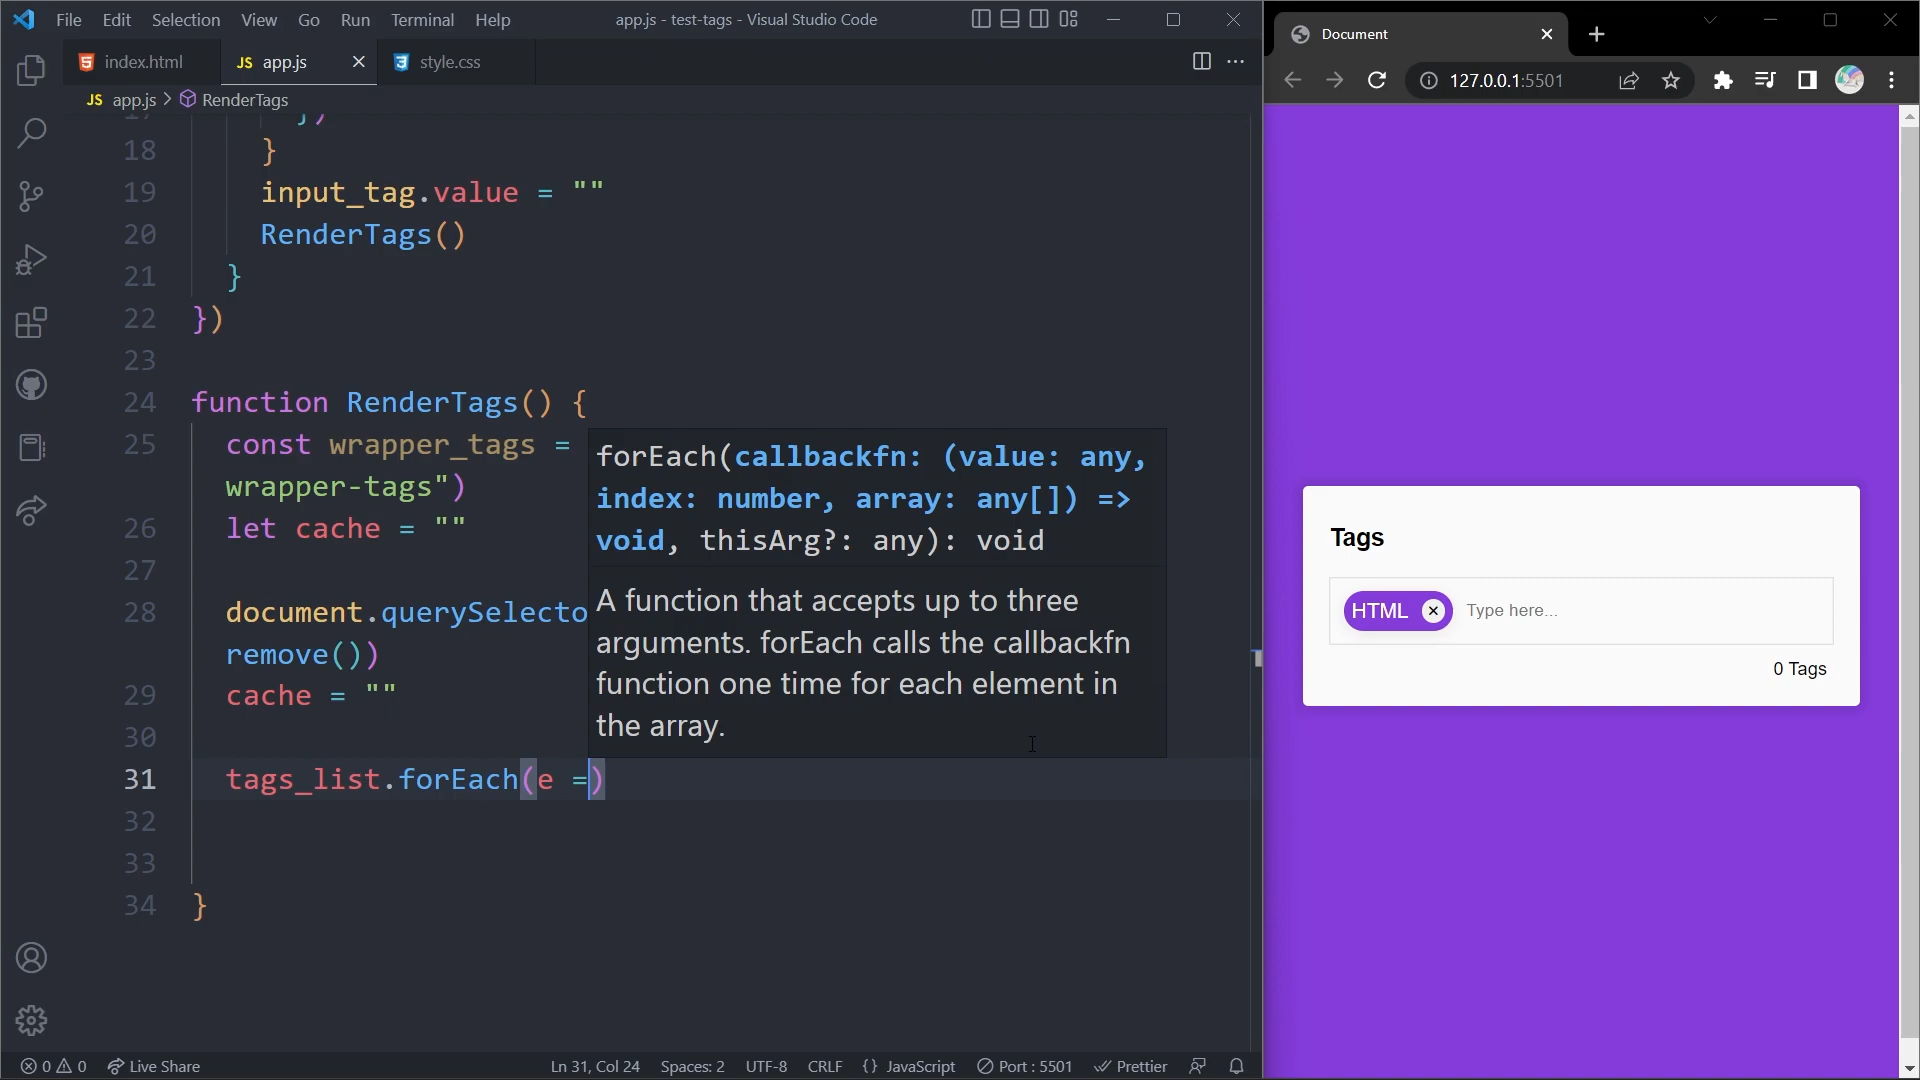 File Edit Selection View Go Run Terminal Help
app.js - test-tags - Visual Studio Code
index.html
JS app.js
style.css
JS app.js > RenderTags
18 }
19 input_tag.value = ""
20 RenderTags()
21 }
22 })
23
24 function RenderTags() {
25 const wrapper_tags =
wrapper-tags")
26 let cache = ""
27
28 document.querySelecto
remove())
29 cache = ""
30
31 tags_list.forEach(e =)
32
33
34 }
forEach(callbackfn: (value: any,
index: number, array: any[]) =>
void, thisArg?: any): void
A function that accepts up to three
arguments. forEach calls the callbackfn
function one time for each element in
the array.
0 0 Live Share
Ln 31, Col 24 Spaces: 2 UTF-8 CRLF {} JavaScript Port : 5501 Prettier
Document
127.0.0.1:5501
Tags
HTML Type here...
0 Tags